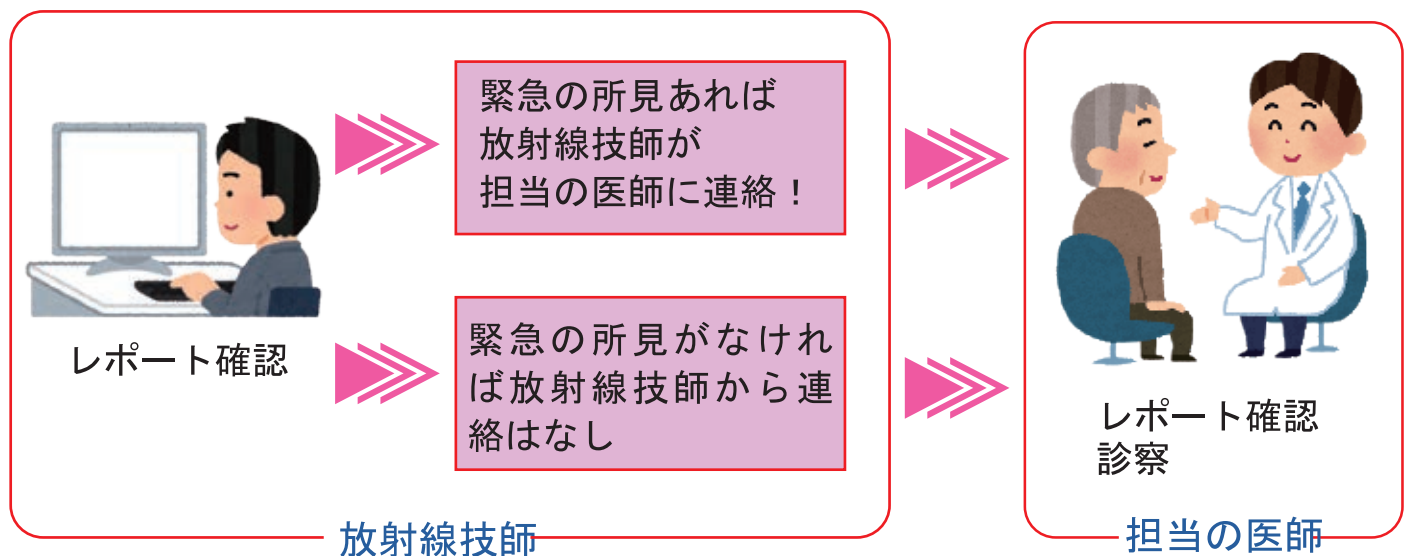 緊急の所見あれば
放射線技師が
担当の医師に連絡！
レポート確認
緊急の所見がなけれ
ば放射線技師から連
絡はなし
レポート確認
診察
放射線技師
担当の医師